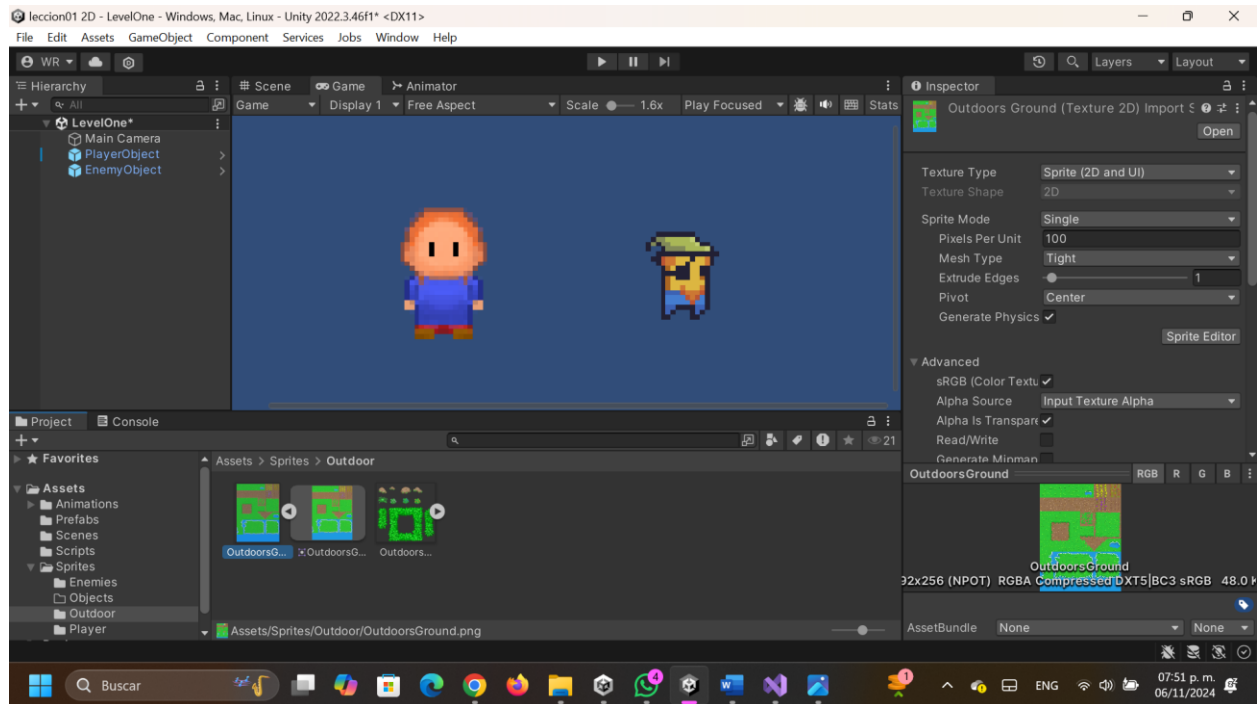 leccion01 2D - LevelOne - Windows, Mac, Linux - Unity 2022.3.46f1* <DX11>
File Edit Assets GameObject Component Services Jobs Window Help
WR Layers Layout
Hierarchy Scene Game Animator Inspector
All Game Display 1 Free Aspect Scale 1.6x Play Focused Stats
Outdoors Ground (Texture 2D) Import S
LevelOne*
Open
Main Camera
PlayerObject
EnemyObject
Texture Type Sprite (2D and UI)
Texture Shape 2D
Sprite Mode Single
Pixels Per Unit 100
Mesh Type Tight
Extrude Edges 1
Pivot Center
Generate Physics
Sprite Editor
Advanced
sRGB (Color Textu
Alpha Source Input Texture Alpha
Alpha Is Transpare
Read/Write
Generate Mipmap
Project Console
21
Favorites
Assets > Sprites > Outdoor
OutdoorsGround RGB R G B
Assets
Animations
Prefabs
Scenes
Scripts
Sprites
Enemies
Objects
Outdoor
Player
OutdoorsG... OutdoorsG... Outdoors...
OutdoorsGround
92x256 (NPOT) RGBA Compressed DXT5|BC3 sRGB 48.0 K
Assets/Sprites/Outdoor/OutdoorsGround.png
AssetBundle None None
Buscar
4
1
ENG
07:51 p. m.
06/11/2024